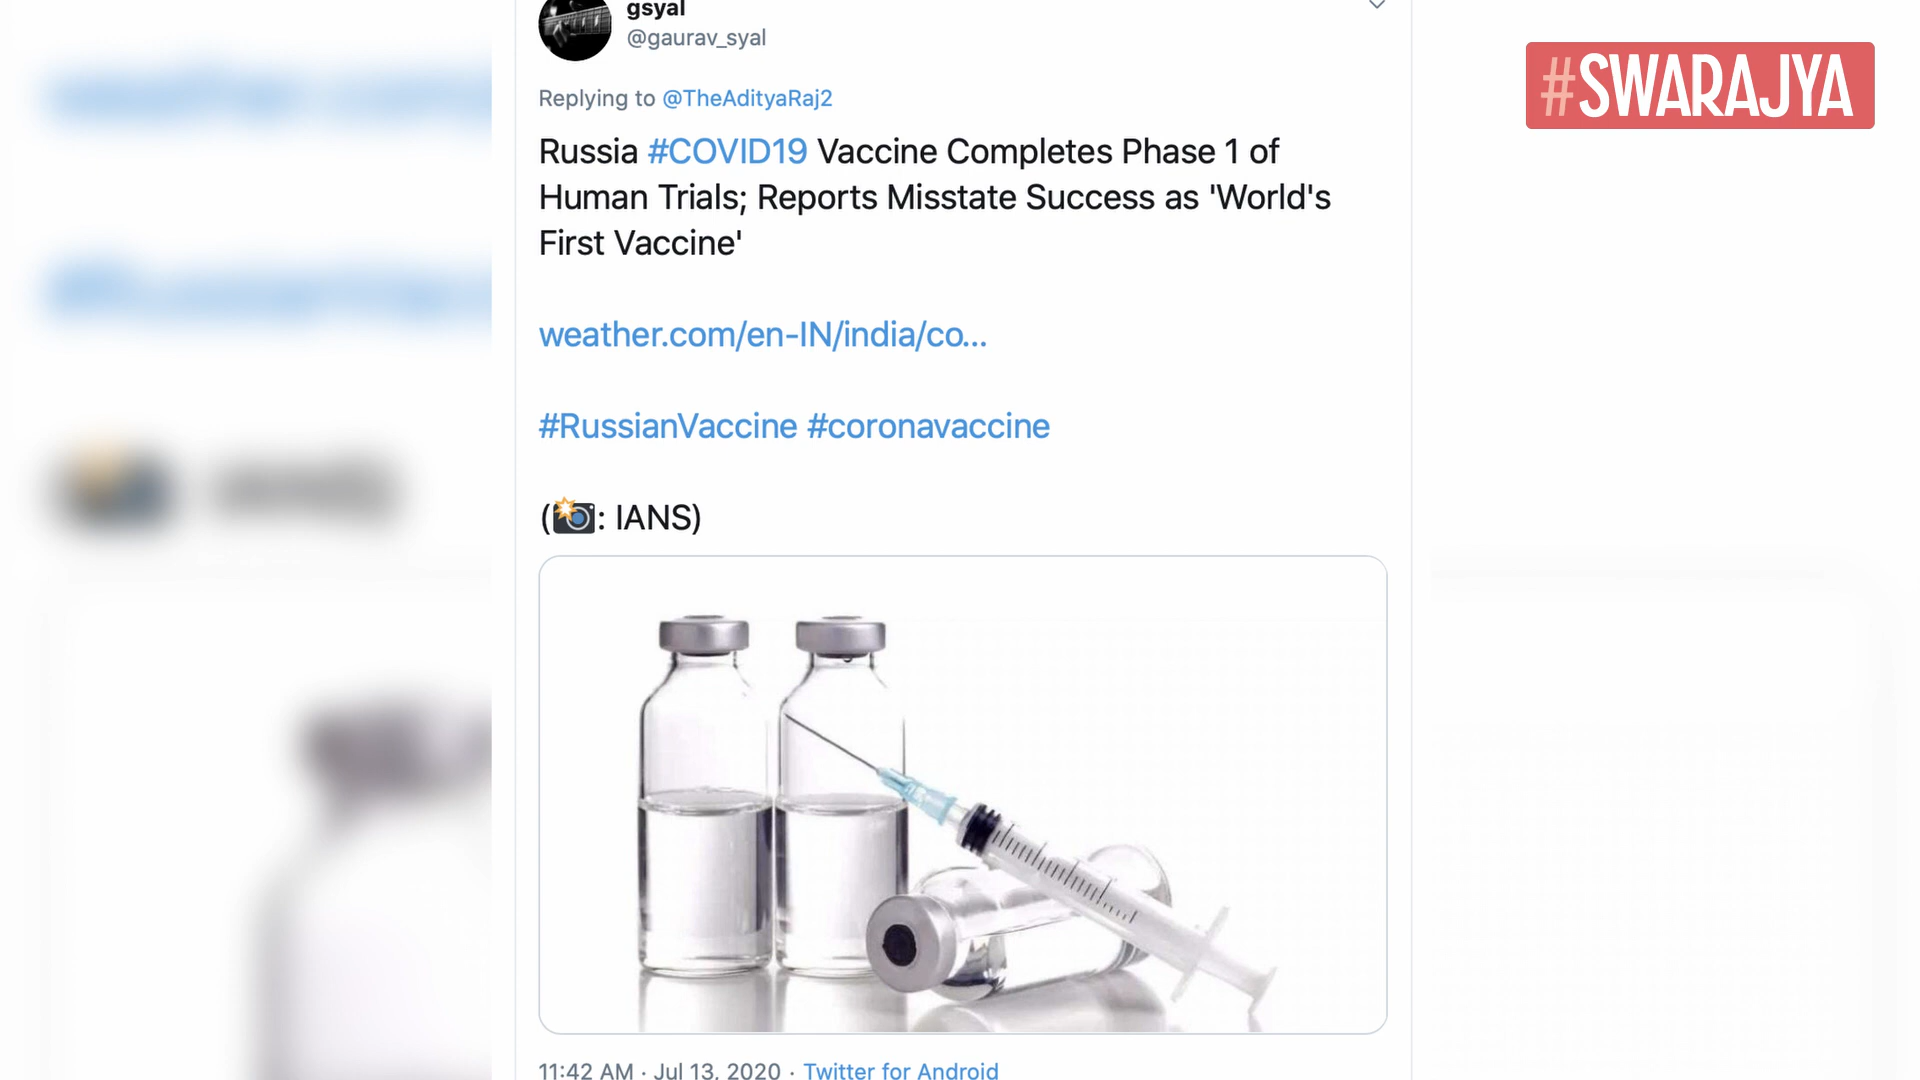 gsyal
@gaurav_syal
#SWARAJYA
Replying to @TheAdityaRaj2
Russia #COVID19 Vaccine Completes Phase 1 of
Human Trials; Reports Misstate Success as 'World's
First Vaccine'
weather.com/en-IN/india/co...
#RussianVaccine #coronavaccine
(📸: IANS)
11:42 AM · Jul 13, 2020 · Twitter for Android